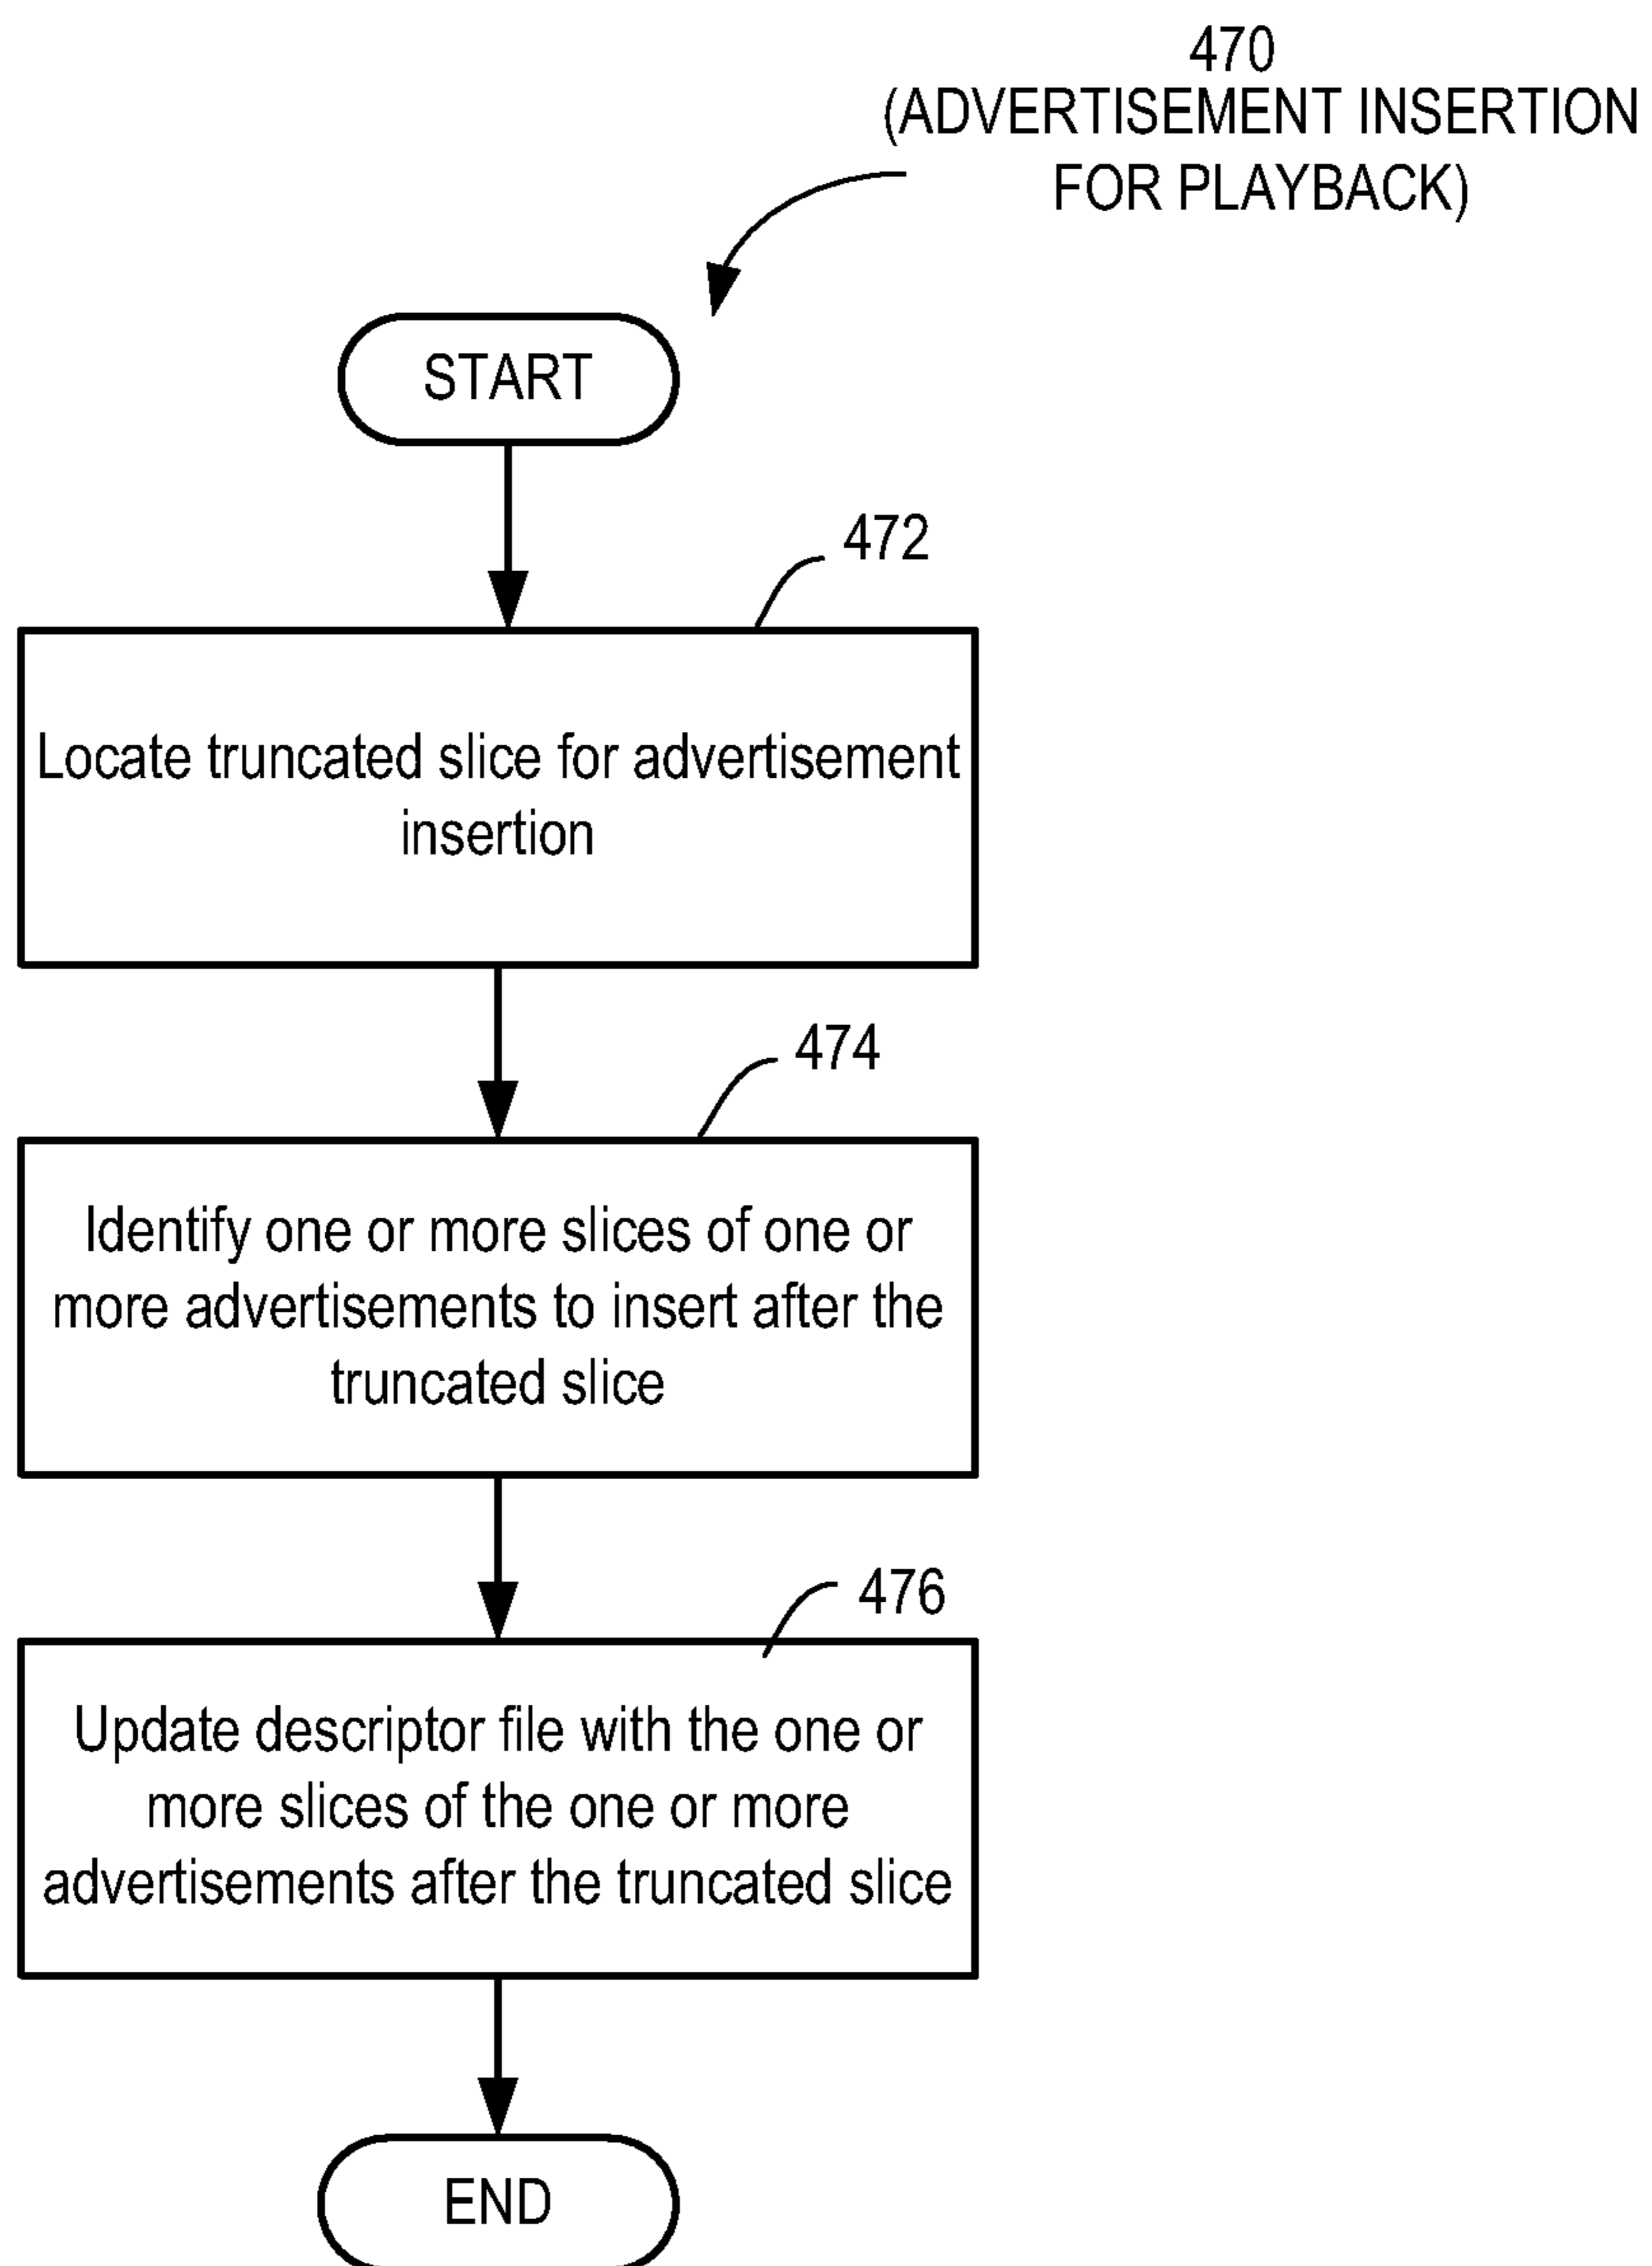 470
(ADVERTISEMENT INSERTION
FOR PLAYBACK)
START
472
Locate truncated slice for advertisement
insertion
474
Identify one or more slices of one or
more advertisements to insert after the
truncated slice
476
Update descriptor file with the one or
more slices of the one or more
advertisements after the truncated slice
END